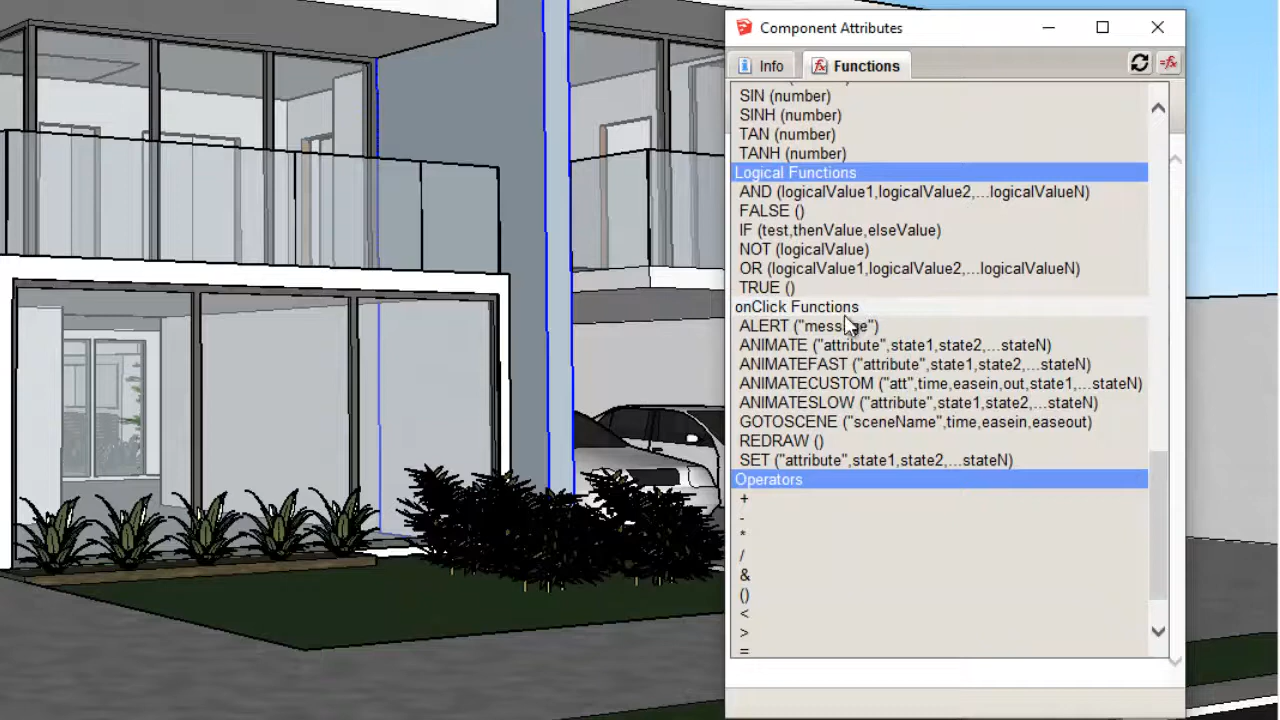 Component Attributes
Info
Functions
SIN (number)
SINH (number)
TAN (number)
TANH (number)
Logical Functions
AND (logicalValue1,logicalValue2,...logicalValueN)
FALSE ()
IF (test,thenValue,elseValue)
NOT (logicalValue)
OR (logicalValue1,logicalValue2,...logicalValueN)
TRUE ()
onClick Functions
ALERT ("message")
ANIMATE ("attribute",state1,state2,...stateN)
ANIMATEFAST ("attribute",state1,state2,...stateN)
ANIMATECUSTOM ("att",time,easein,out,state1,...stateN)
ANIMATESLOW ("attribute",state1,state2,...stateN)
GOTOSCENE ("sceneName",time,easein,easeout)
REDRAW ()
SET ("attribute",state1,state2,...stateN)
Operators
+
-
*
/
&
()
<
>
=